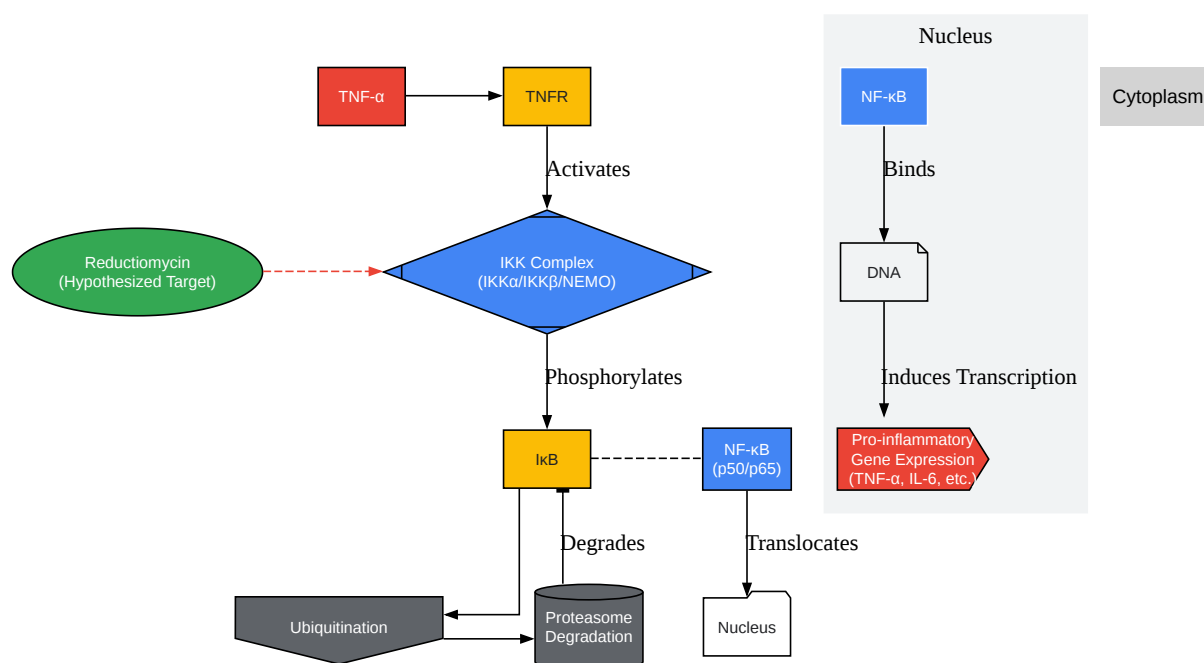 Nucleus
TNF-α
TNFR
NF-κB
Cytoplasm
Activates
Binds
Reductiomycin
(Hypothesized Target)
IKK Complex
(IKKα/IKKβ/NEMO)
DNA
Phosphorylates
Induces Transcription
IκB
NF-κB
(p50/p65)
Pro-inflammatory
Gene Expression
(TNF-α, IL-6, etc.)
Degrades
Translocates
Ubiquitination
Proteasome
Degradation
Nucleus